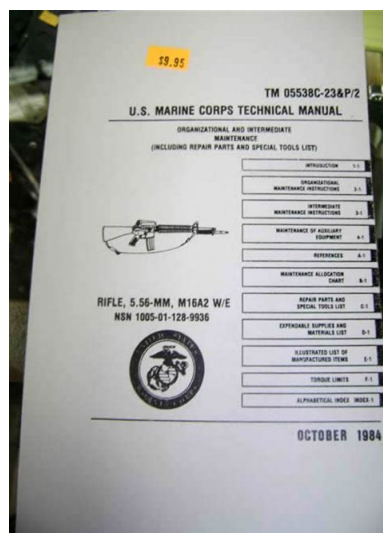 $9.95
TM 05538C-23&P/2
U.S. MARINE CORPS TECHNICAL MANUAL
ORGANIZATIONAL AND INTERMEDIATE
MAINTENANCE
(INCLUDING REPAIR PARTS AND SPECIAL TOOLS LIST)
INTRODUCTION 1-1
ORGANIZATIONAL
MAINTENANCE INSTRUCTIONS 2-1
INTERMEDIATE
MAINTENANCE INSTRUCTIONS 3-1
MAINTENANCE OF AUXILIARY
EQUIPMENT 4-1
REFERENCES A-1
MAINTENANCE ALLOCATION
CHART B-1
REPAIR PARTS AND
SPECIAL TOOLS LIST C-1
EXPENDABLE SUPPLIES AND
MATERIALS LIST D-1
ILLUSTRATED LIST OF
MANUFACTURED ITEMS E-1
TORQUE LIMITS F-1
ALPHABETICAL INDEX INDEX-1
RIFLE, 5.56-MM, M16A2 W/E
NSN 1005-01-128-9936
UNITED STATES
MARINE CORPS
OCTOBER 1984